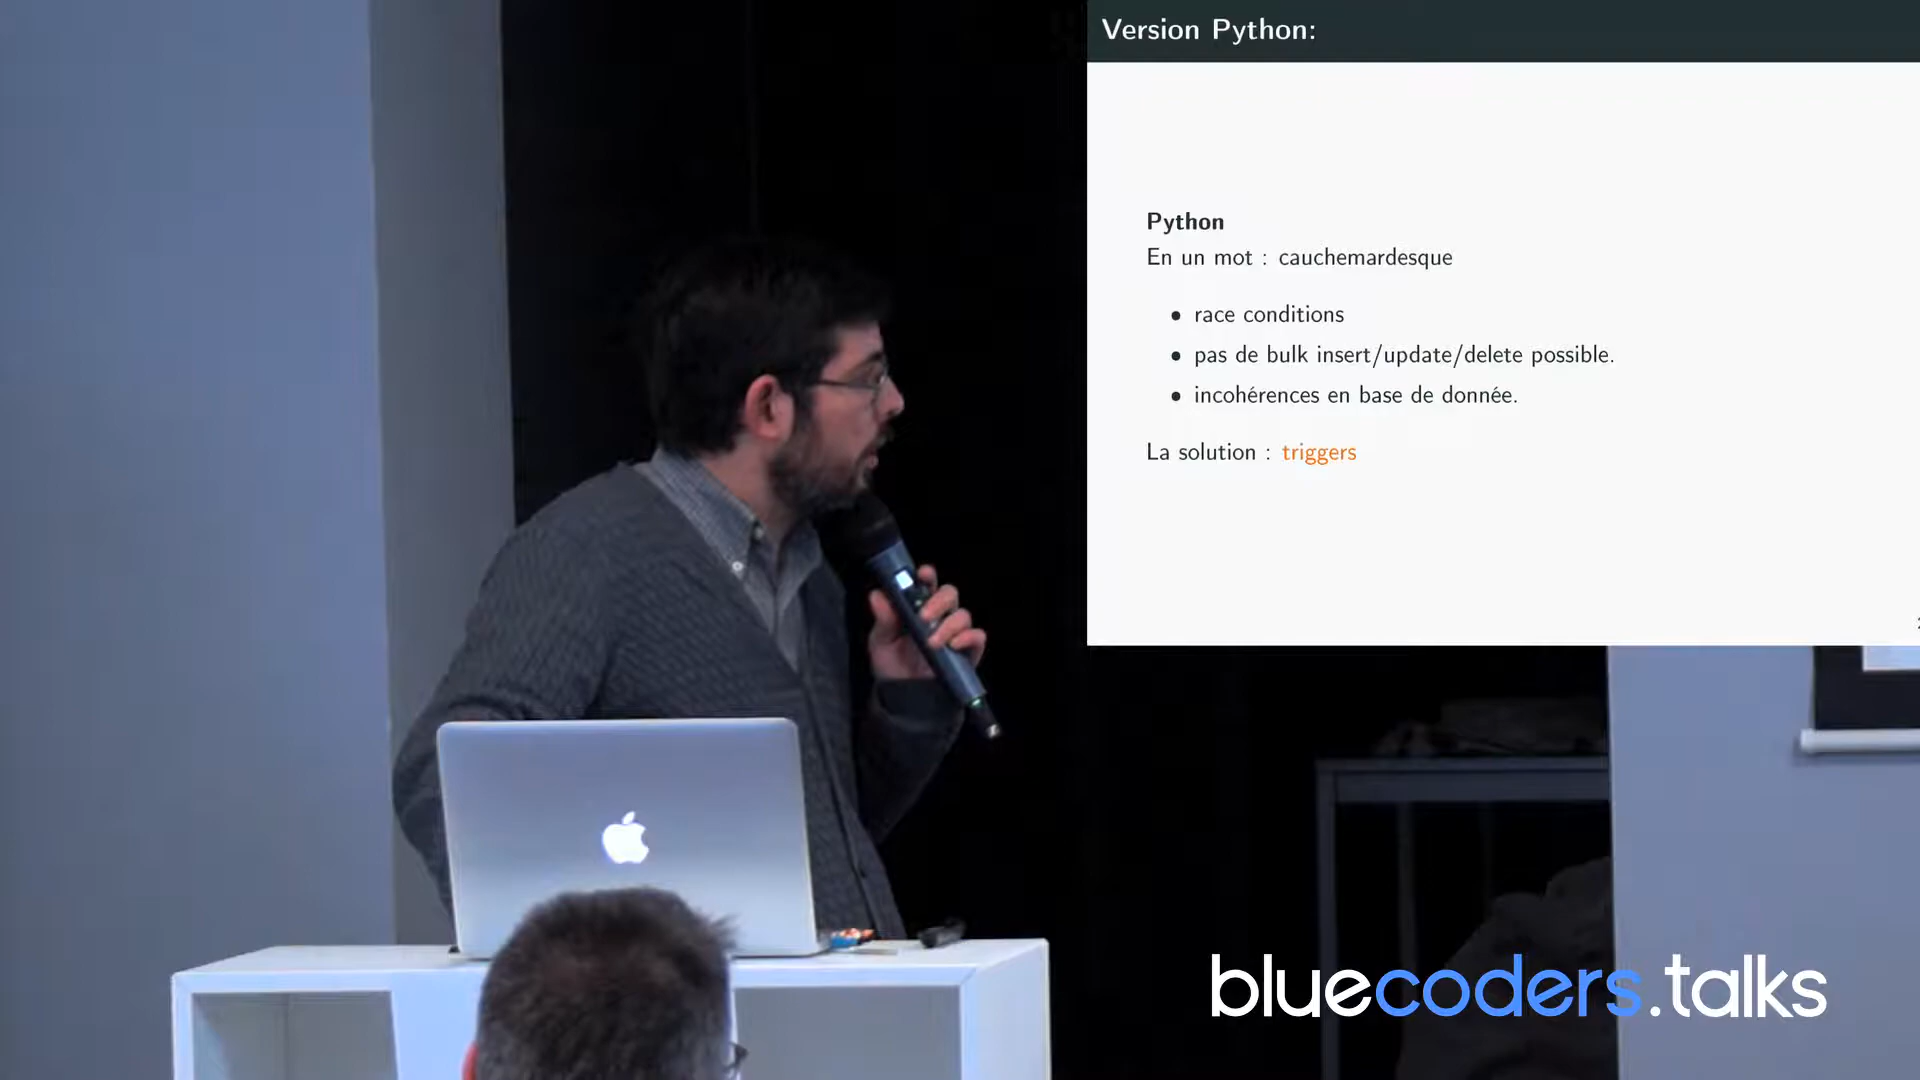 Version Python:
Python
En un mot : cauchemardesque
• race conditions
• pas de bulk insert/update/delete possible.
• incohérences en base de donnée.
La solution : triggers
bluecoders.talks